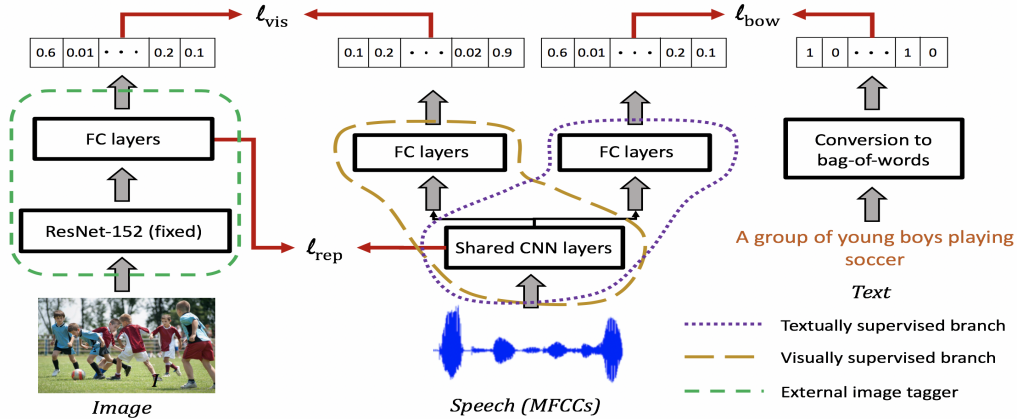 ℓvis
ℓbow
0.6 0.01 · · · 0.2 0.1
0.1 0.2 · · · 0.02 0.9
0.6 0.01 · · · 0.2 0.1
1 0 · · · 1 0
FC layers
FC layers
FC layers
Conversion to
bag-of-words
ResNet-152 (fixed)
ℓrep
Shared CNN layers
A group of young boys playing
soccer
Text
Image
Speech (MFCCs)
Textually supervised branch
Visually supervised branch
External image tagger